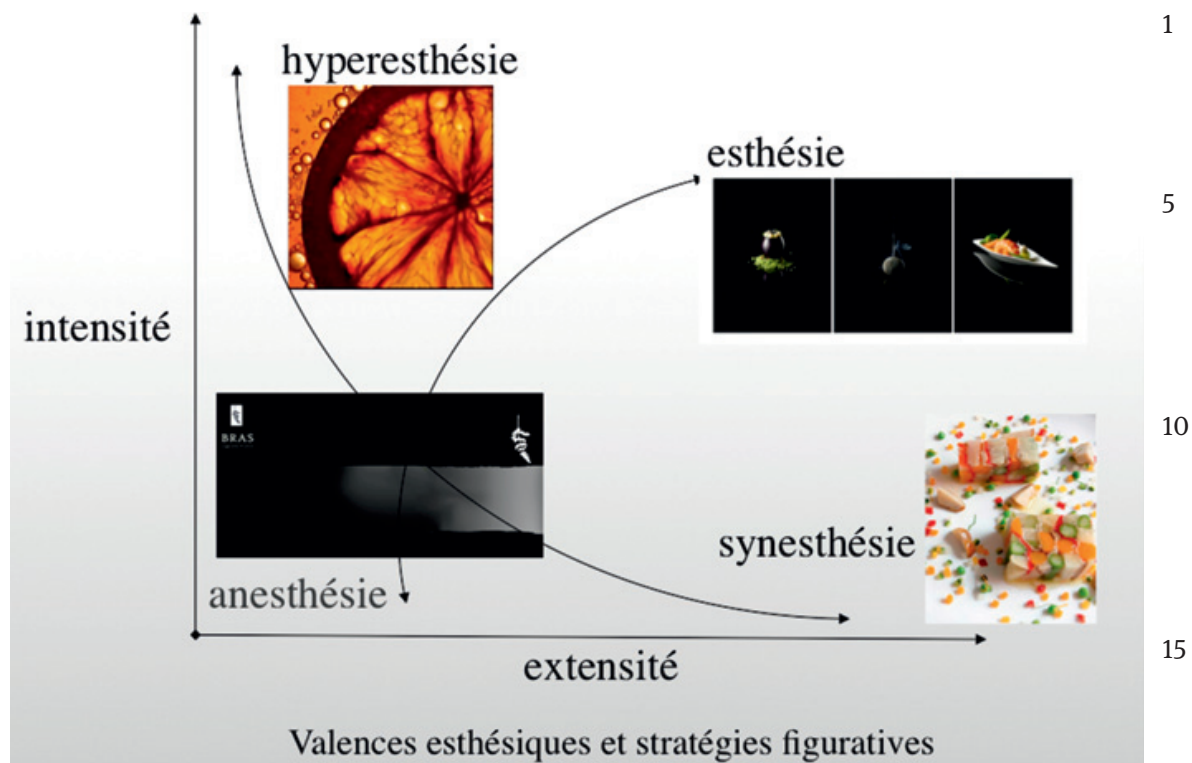 1
hyperesthésie
esthésie
5
intensité
BRAS
10
synesthésie
anesthésie
extensité
15
Valences esthésiques et stratégies figuratives